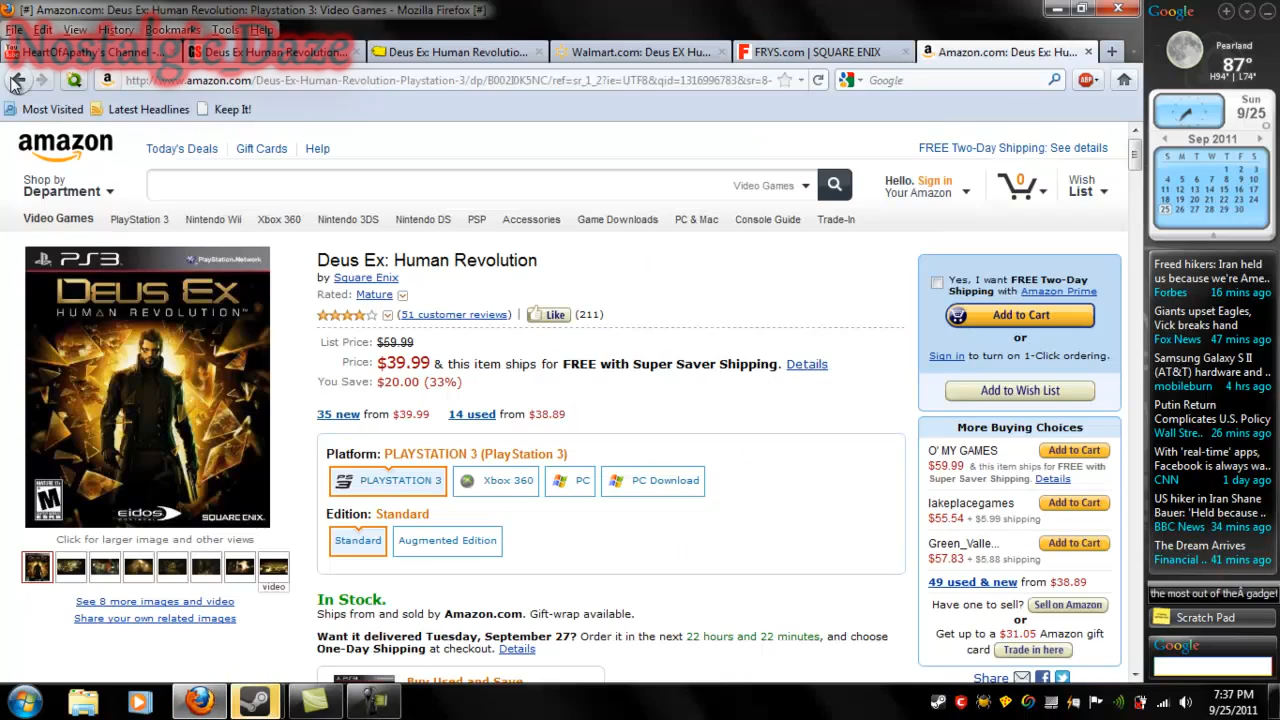 [#] Amazon.com: Deus Ex: Human Revolution: Playstation 3: Video Games - Mozilla Firefox [#]
File Edit View History Bookmarks Tools Help
Nostalgic Daze
HeartOfApathy's Channel -... Deus Ex Human Revolution... Deus Ex: Human Revolutio... Walmart.com: Deus EX Hu... FRYS.com | SQUARE ENIX Amazon.com: Deus Ex: Hu...
http://www.amazon.com/Deus-Ex-Human-Revolution-Playstation-3/dp/B002I0K5NC/ref=sr_1_2?ie=UTF8&qid=1316996783&sr=8- Google ABP
Most Visited Latest Headlines Keep It!
amazon
Today's Deals Gift Cards Help FREE Two-Day Shipping: See details
Shop by
Department
Video Games
Hello. Sign in
Your Amazon
0
Wish
List
Video Games PlayStation 3 Nintendo Wii Xbox 360 Nintendo 3DS Nintendo DS PSP Accessories Game Downloads PC & Mac Console Guide Trade-In
PS3 PlayStation Network
DEUS EX
HUMAN REVOLUTION
M
eidos
SQUARE ENIX
Click for larger image and other views
video
See 8 more images and video
Share your own related images
Deus Ex: Human Revolution
by Square Enix
Rated: Mature
(51 customer reviews) | Like (211)
List Price: $59.99
Price: $39.99 & this item ships for FREE with Super Saver Shipping. Details
You Save: $20.00 (33%)
35 new from $39.99 14 used from $38.89
Platform: PLAYSTATION 3 (PlayStation 3)
PLAYSTATION 3 Xbox 360 PC PC Download
Edition: Standard
Standard Augmented Edition
In Stock.
Ships from and sold by Amazon.com. Gift-wrap available.
Want it delivered Tuesday, September 27? Order it in the next 22 hours and 22 minutes, and choose
One-Day Shipping at checkout. Details
Buy Used and Save
Yes, I want FREE Two-Day
Shipping with Amazon Prime
Add to Cart
or
Sign in to turn on 1-Click ordering.
Add to Wish List
More Buying Choices
O' MY GAMES Add to Cart
$59.99 & this item ships for FREE with
Super Saver Shipping. Details
lakeplacegames Add to Cart
$55.54 + $5.99 shipping
Green_Valle... Add to Cart
$57.83 + $5.88 shipping
49 used & new from $38.89
Have one to sell? Sell on Amazon
or
Get up to a $31.05 Amazon gift
card Trade in here
Share
Google
Pearland
87°
H94° | L74°
Sun
9/25
Sep 2011
S M T W T F S
1 2 3
4 5 6 7 8 9 10
11 12 13 14 15 16 17
18 19 20 21 22 23 24
25 26 27 28 29 30
Freed hikers: Iran held
us because we're Ame..
Forbes 16 mins ago
Giants upset Eagles,
Vick breaks hand
Fox News 47 mins ago
Samsung Galaxy S II
(AT&T) hardware and ...
mobileburn 4 hrs ago
Putin Return
Complicates U.S. Policy
Wall Stre.. 26 mins ago
With 'real-time' apps,
Facebook is always wa..
CNN 1 day ago
US hiker in Iran Shane
Bauer: 'Held because ..
BBC News 34 mins ago
The Dream Arrives
Financial .. 41 mins ago
the most out of theÂ gadget
Scratch Pad
Google
7:37 PM
9/25/2011